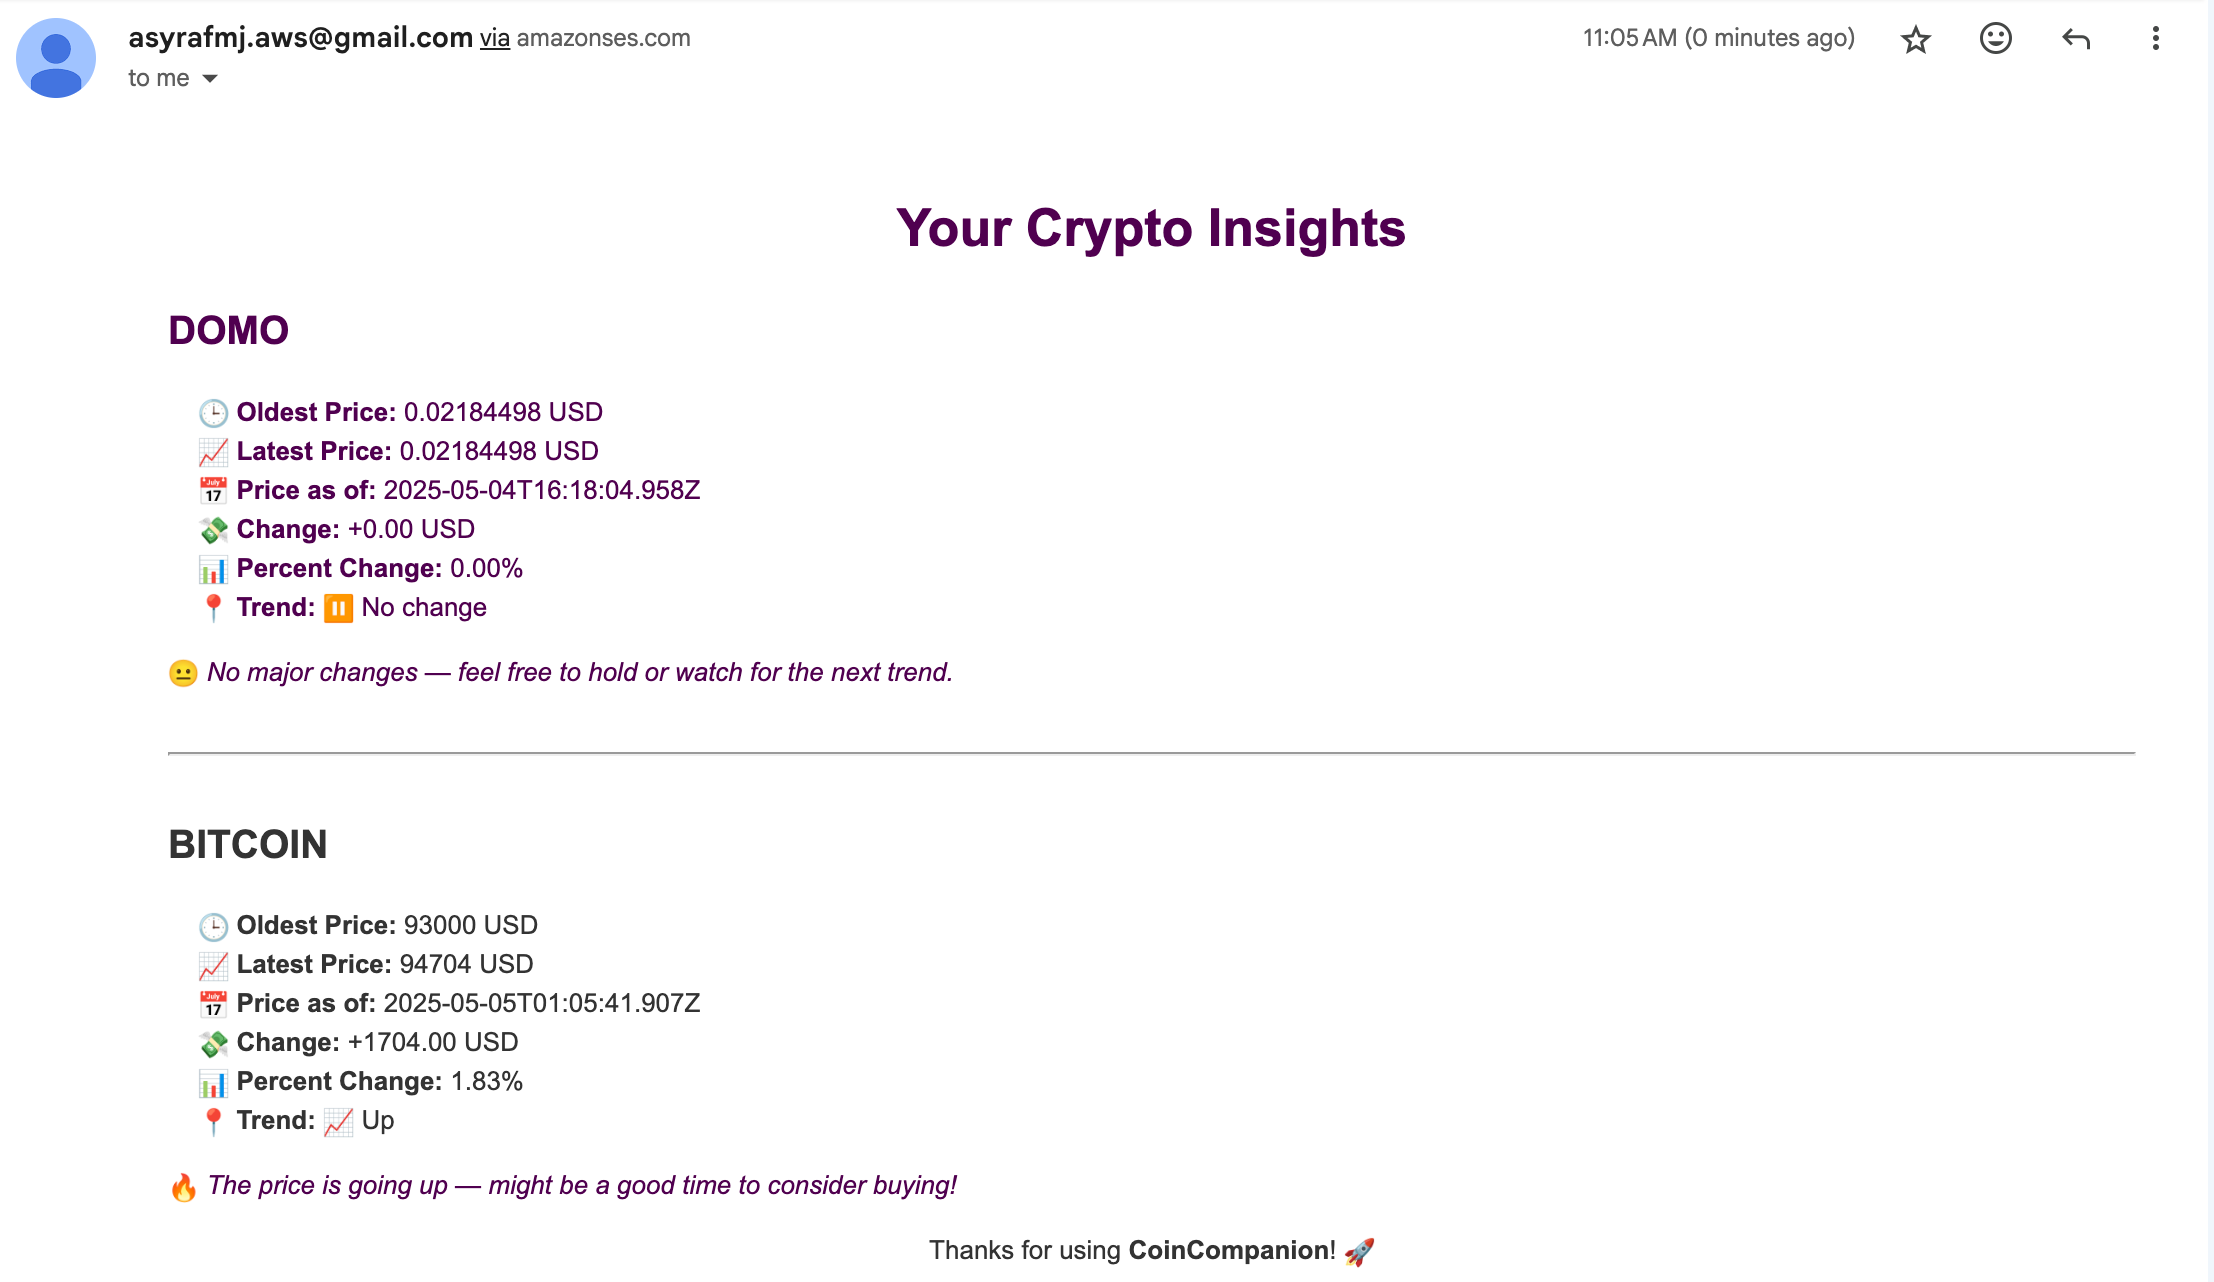 asyrafmj.aws@gmail.com via amazonses.com
11:05 AM (0 minutes ago)
to me
Your Crypto Insights
DOMO
🕒 Oldest Price: 0.02184498 USD
📈 Latest Price: 0.02184498 USD
📅 Price as of: 2025-05-04T16:18:04.958Z
💸 Change: +0.00 USD
📊 Percent Change: 0.00%
📍 Trend: ⏸️ No change
😐 No major changes — feel free to hold or watch for the next trend.
BITCOIN
🕒 Oldest Price: 93000 USD
📈 Latest Price: 94704 USD
📅 Price as of: 2025-05-05T01:05:41.907Z
💸 Change: +1704.00 USD
📊 Percent Change: 1.83%
📍 Trend: 📈 Up
🔥 The price is going up — might be a good time to consider buying!
Thanks for using CoinCompanion! 🚀